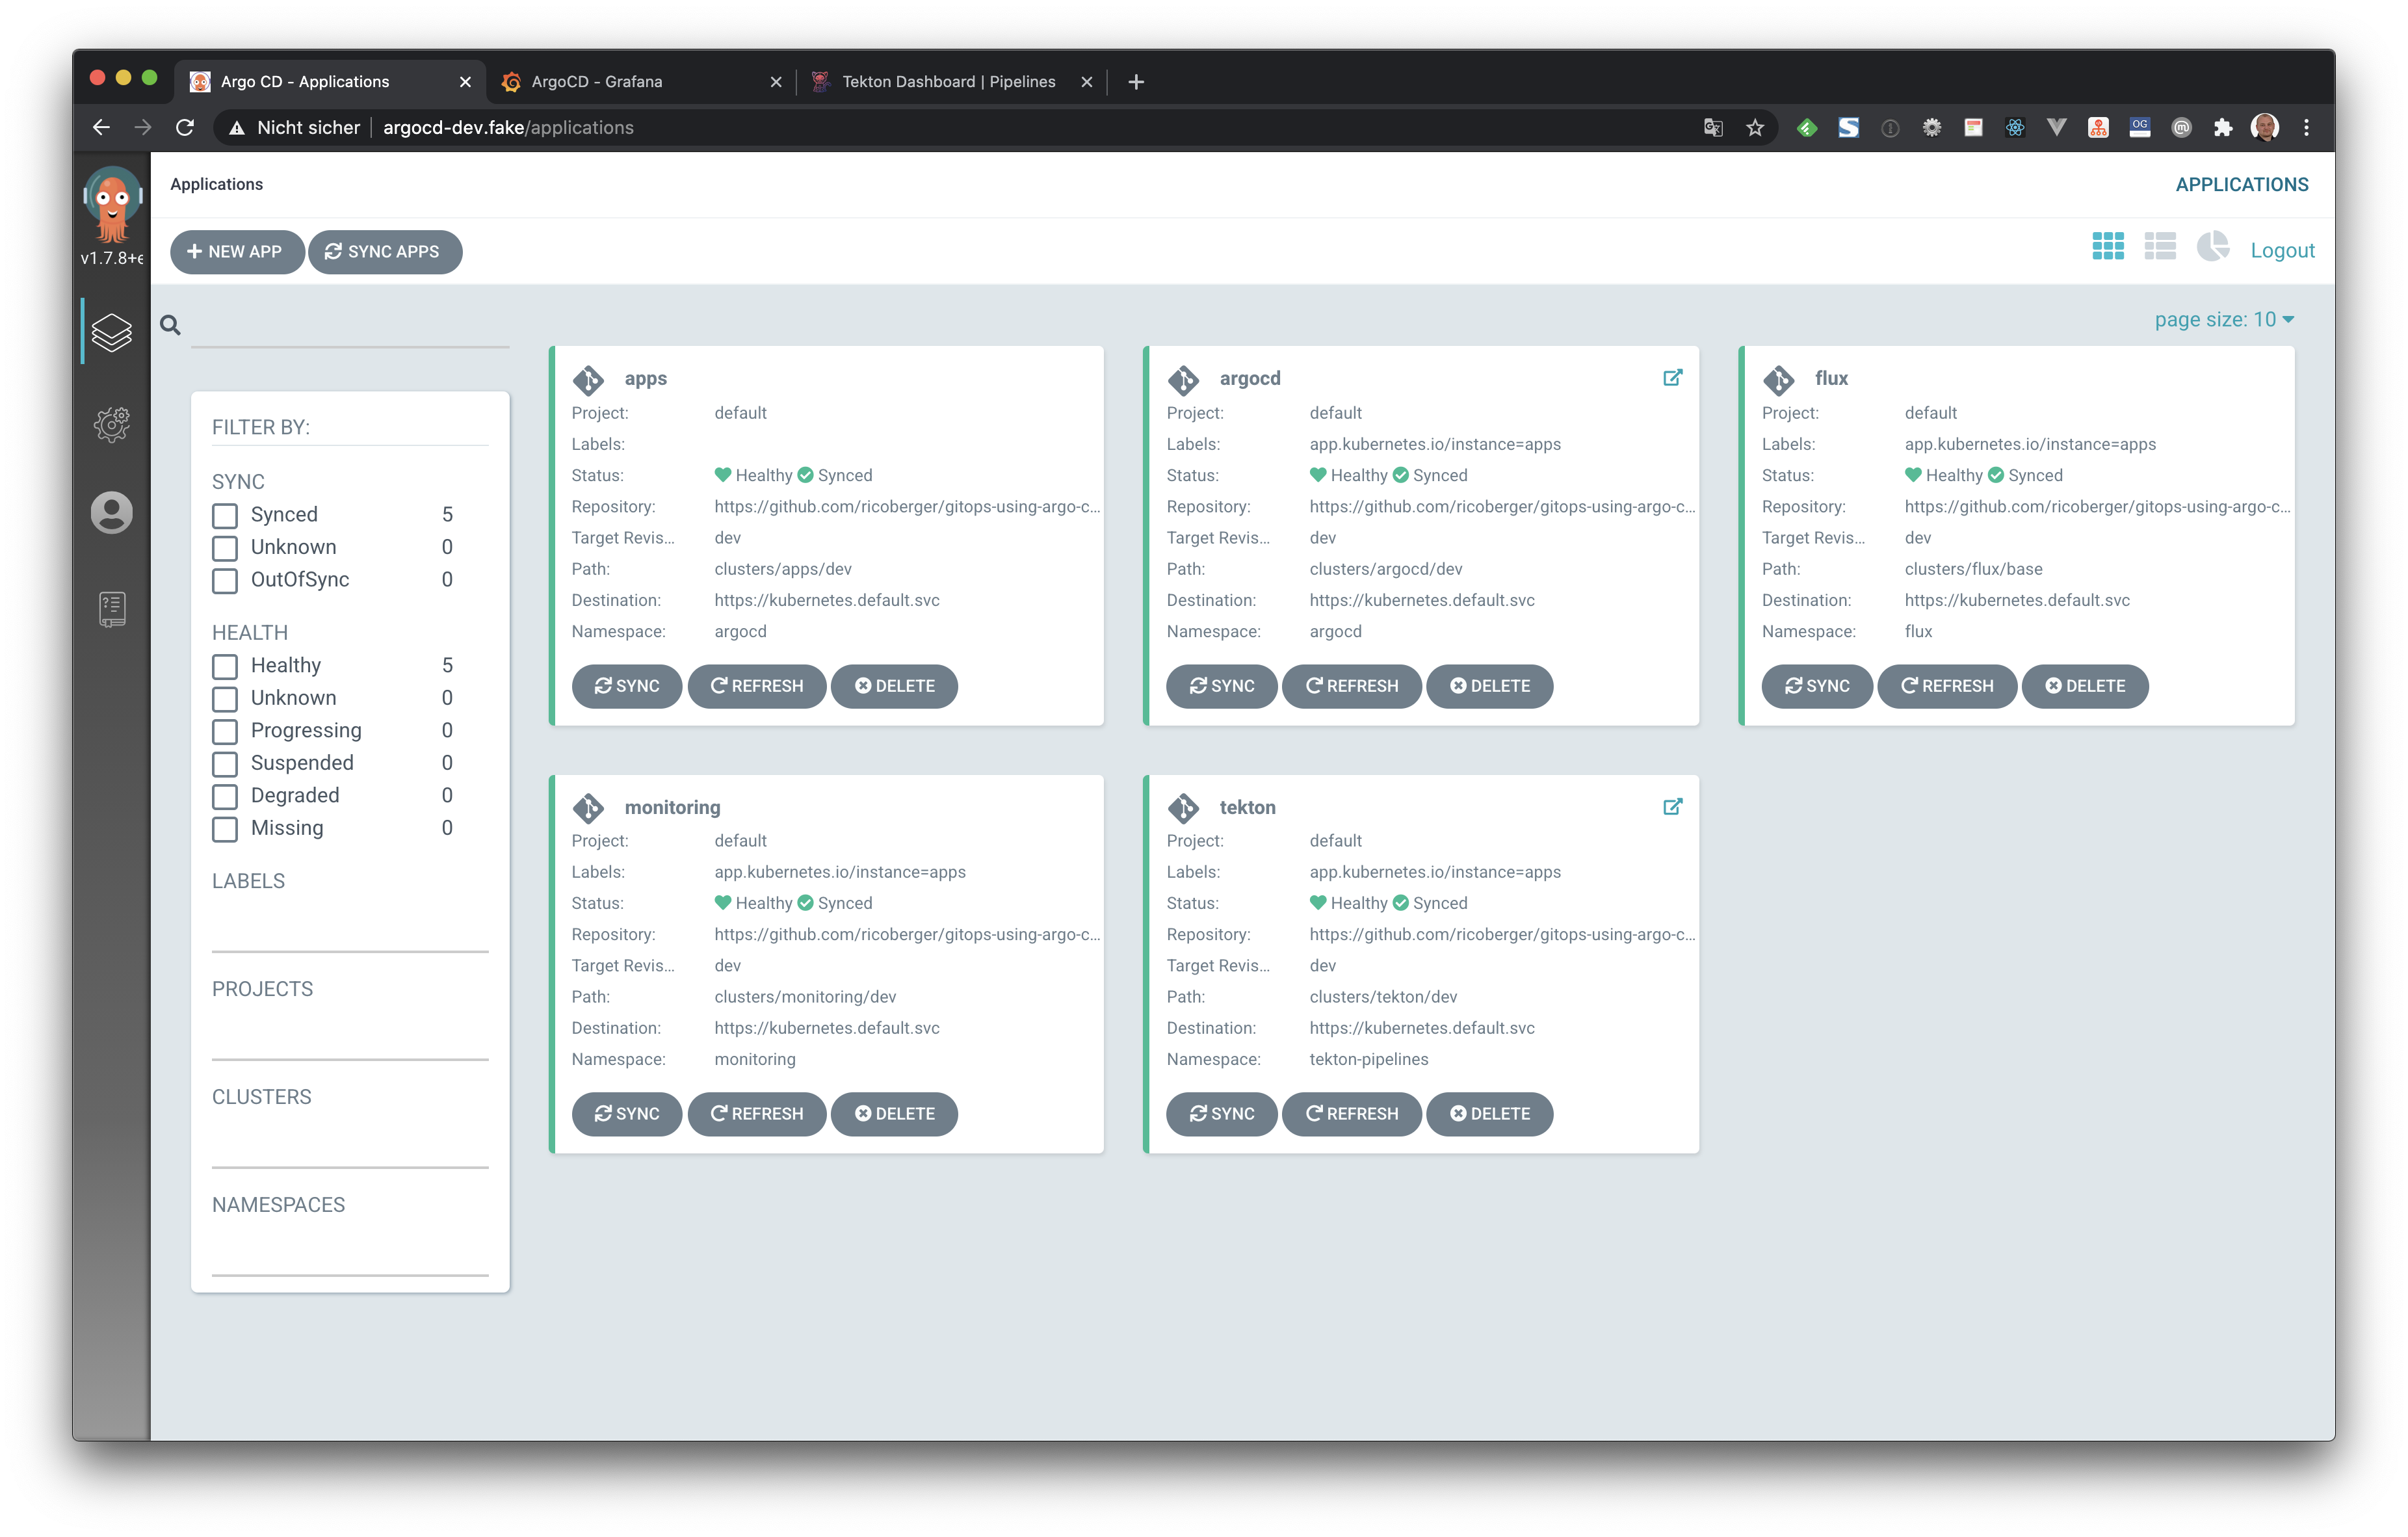 Argo CD - Applications
ArgoCD - Grafana
Tekton Dashboard | Pipelines
Nicht sicher
argocd-dev.fake/applications
OG
Applications
APPLICATIONS
v1.7.8+e
NEW APP
SYNC APPS
Logout
page size: 10
FILTER BY:
SYNC
Synced 5
Unknown 0
OutOfSync 0
HEALTH
Healthy 5
Unknown 0
Progressing 0
Suspended 0
Degraded 0
Missing 0
LABELS
PROJECTS
CLUSTERS
NAMESPACES
apps
Project: default
Labels:
Status: Healthy Synced
Repository: https://github.com/ricoberger/gitops-using-argo-c...
Target Revis... dev
Path: clusters/apps/dev
Destination: https://kubernetes.default.svc
Namespace: argocd
SYNC REFRESH DELETE
argocd
Project: default
Labels: app.kubernetes.io/instance=apps
Status: Healthy Synced
Repository: https://github.com/ricoberger/gitops-using-argo-c...
Target Revis... dev
Path: clusters/argocd/dev
Destination: https://kubernetes.default.svc
Namespace: argocd
SYNC REFRESH DELETE
flux
Project: default
Labels: app.kubernetes.io/instance=apps
Status: Healthy Synced
Repository: https://github.com/ricoberger/gitops-using-argo-c...
Target Revis... dev
Path: clusters/flux/base
Destination: https://kubernetes.default.svc
Namespace: flux
SYNC REFRESH DELETE
monitoring
Project: default
Labels: app.kubernetes.io/instance=apps
Status: Healthy Synced
Repository: https://github.com/ricoberger/gitops-using-argo-c...
Target Revis... dev
Path: clusters/monitoring/dev
Destination: https://kubernetes.default.svc
Namespace: monitoring
SYNC REFRESH DELETE
tekton
Project: default
Labels: app.kubernetes.io/instance=apps
Status: Healthy Synced
Repository: https://github.com/ricoberger/gitops-using-argo-c...
Target Revis... dev
Path: clusters/tekton/dev
Destination: https://kubernetes.default.svc
Namespace: tekton-pipelines
SYNC REFRESH DELETE